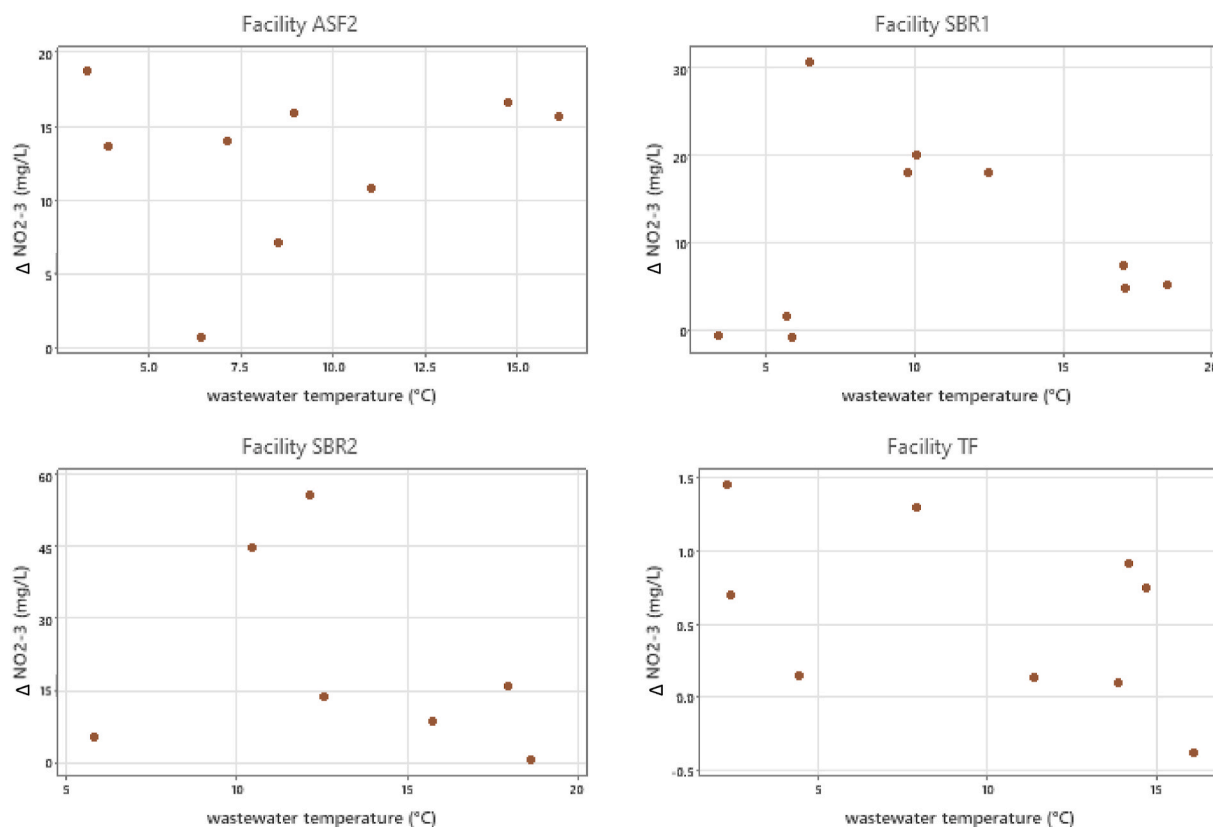 Facility ASF2
20
15
10
5
0
Δ NO2-3 (mg/L)
5.0 7.5 10.0 12.5 15.0
wastewater temperature (°C)
Facility SBR1
30
20
10
0
Δ NO2-3 (mg/L)
5 10 15 20
wastewater temperature (°C)
Facility SBR2
60
45
30
15
0
Δ NO2-3 (mg/L)
5 10 15 20
wastewater temperature (°C)
Facility TF
1.5
1.0
0.5
0.0
-0.5
Δ NO2-3 (mg/L)
5 10 15
wastewater temperature (°C)